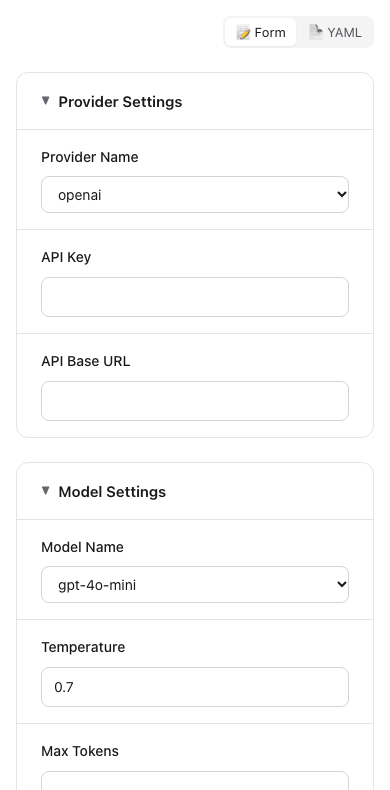 Form YAML
Provider Settings
Provider Name
openai
API Key
API Base URL
Model Settings
Model Name
gpt-4o-mini
Temperature
0.7
Max Tokens